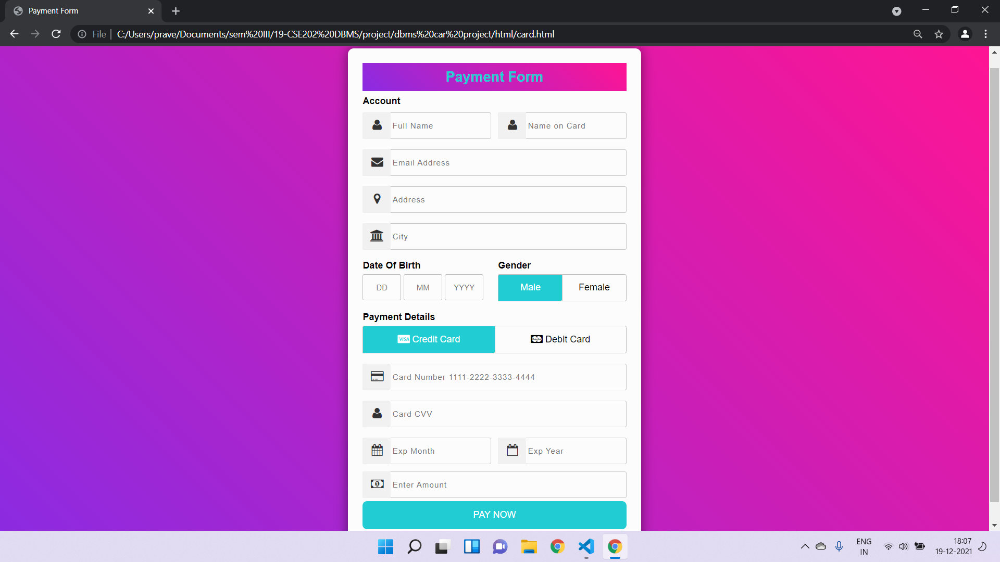 Payment Form
File
C:/Users/prave/Documents/sem%20III/19-CSE202%20DBMS/project/dbms%20car%20project/html/card.html
Payment Form
Account
Full Name
Name on Card
Email Address
Address
City
Date Of Birth
Gender
DD
MM
YYYY
Male
Female
Payment Details
VISA Credit Card
Debit Card
Card Number 1111-2222-3333-4444
Card CVV
Exp Month
Exp Year
Enter Amount
PAY NOW
ENG
IN
18:07
19-12-2021